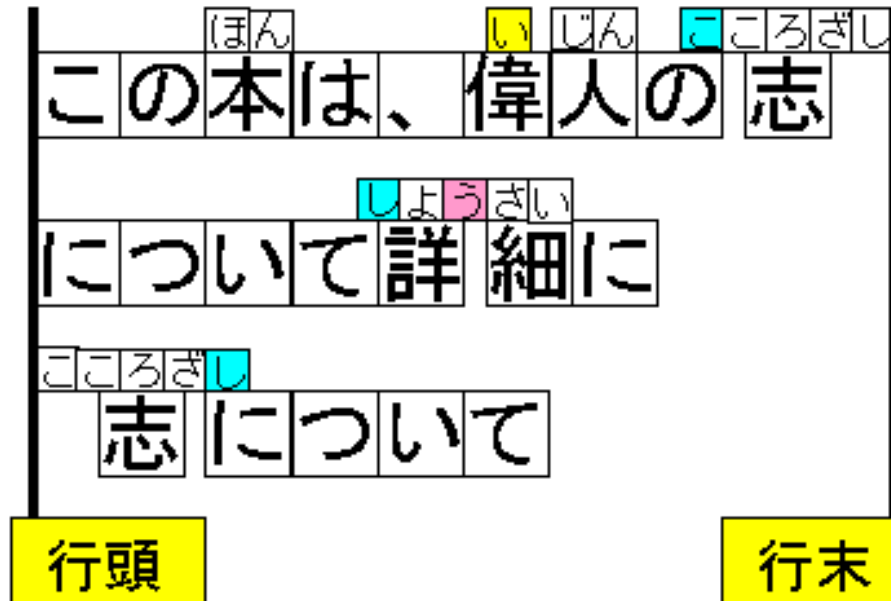 ほん い じん こころざし
この本は、偉人の志
しようさい
について詳細に
こころざし
志について
行頭 行末